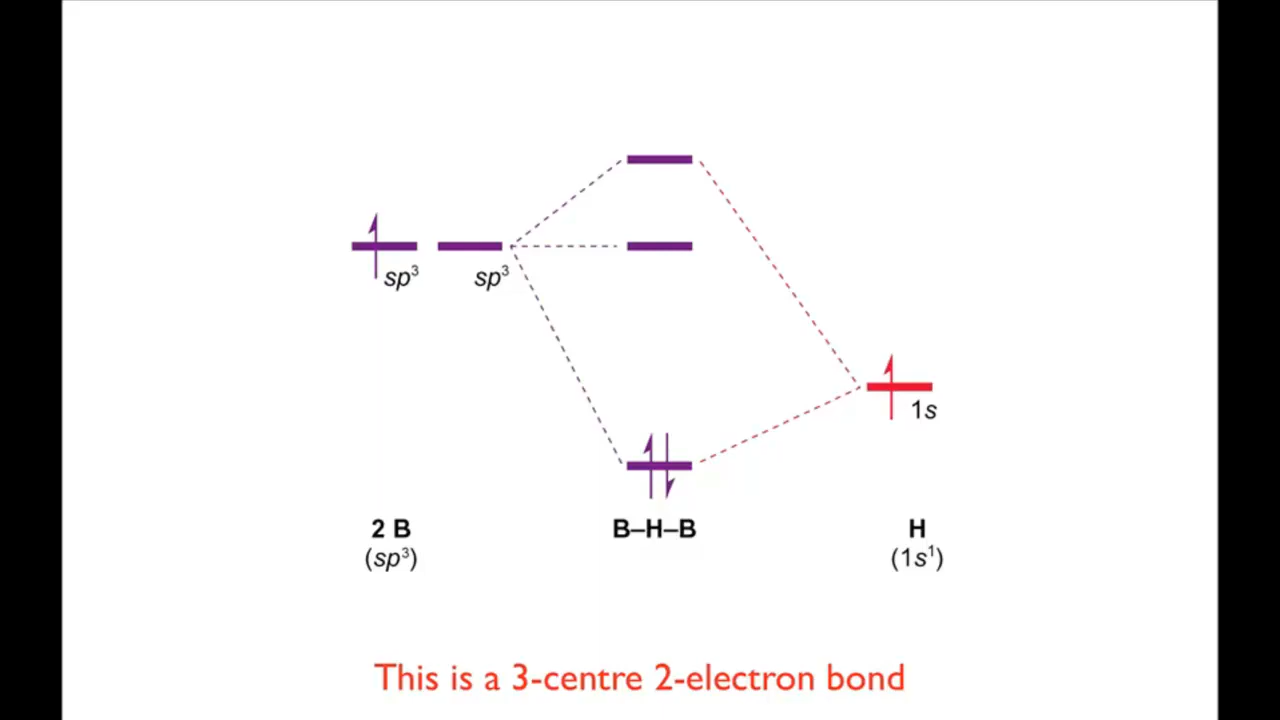 sp³ sp³
1s
2 B B–H–B H
(sp³) (1s¹)
This is a 3-centre 2-electron bond